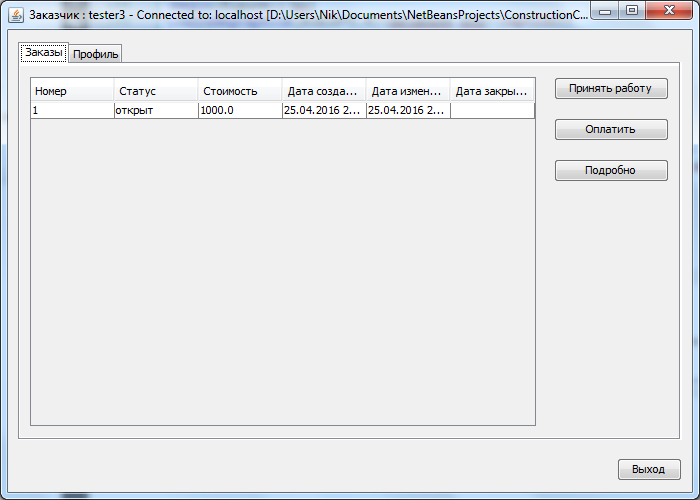 Заказчик : tester3 - Connected to: localhost [D:\Users\Nik\Documents\NetBeansProjects\ConstructionC...
Заказы Профиль
Номер Статус Стоимость Дата созда... Дата измен... Дата закры...
1 открыт 1000.0 25.04.2016 2... 25.04.2016 2...
Принять работу
Оплатить
Подробно
Выход